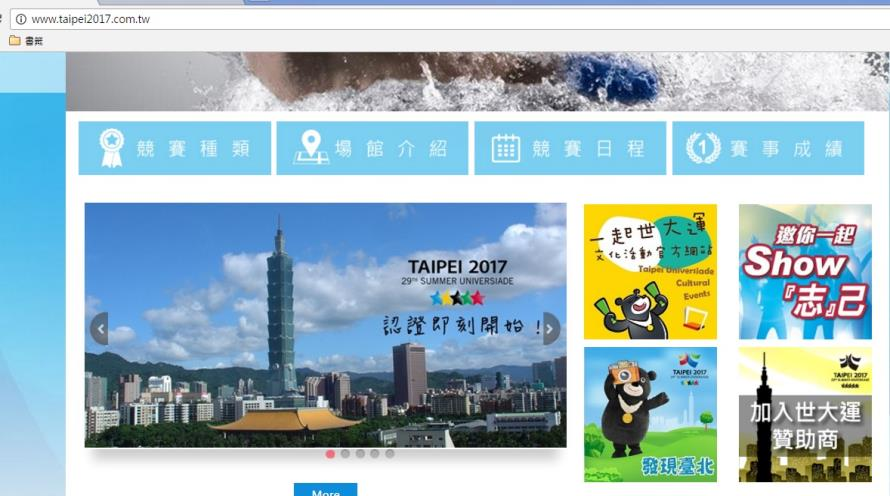 www.taipei2017.com.tw
書籤
競賽種類
場館介紹
競賽日程
賽事成績
TAIPEI 2017
29TH SUMMER UNIVERSIADE
認證即刻開始！
一起世大運
文化活動官方網站
Taipei Universiade
Cultural
Events
邀你一起
Show
『志』己
TAIPEI 2017
發現臺北
TAIPEI 2017
加入世大運
贊助商
More